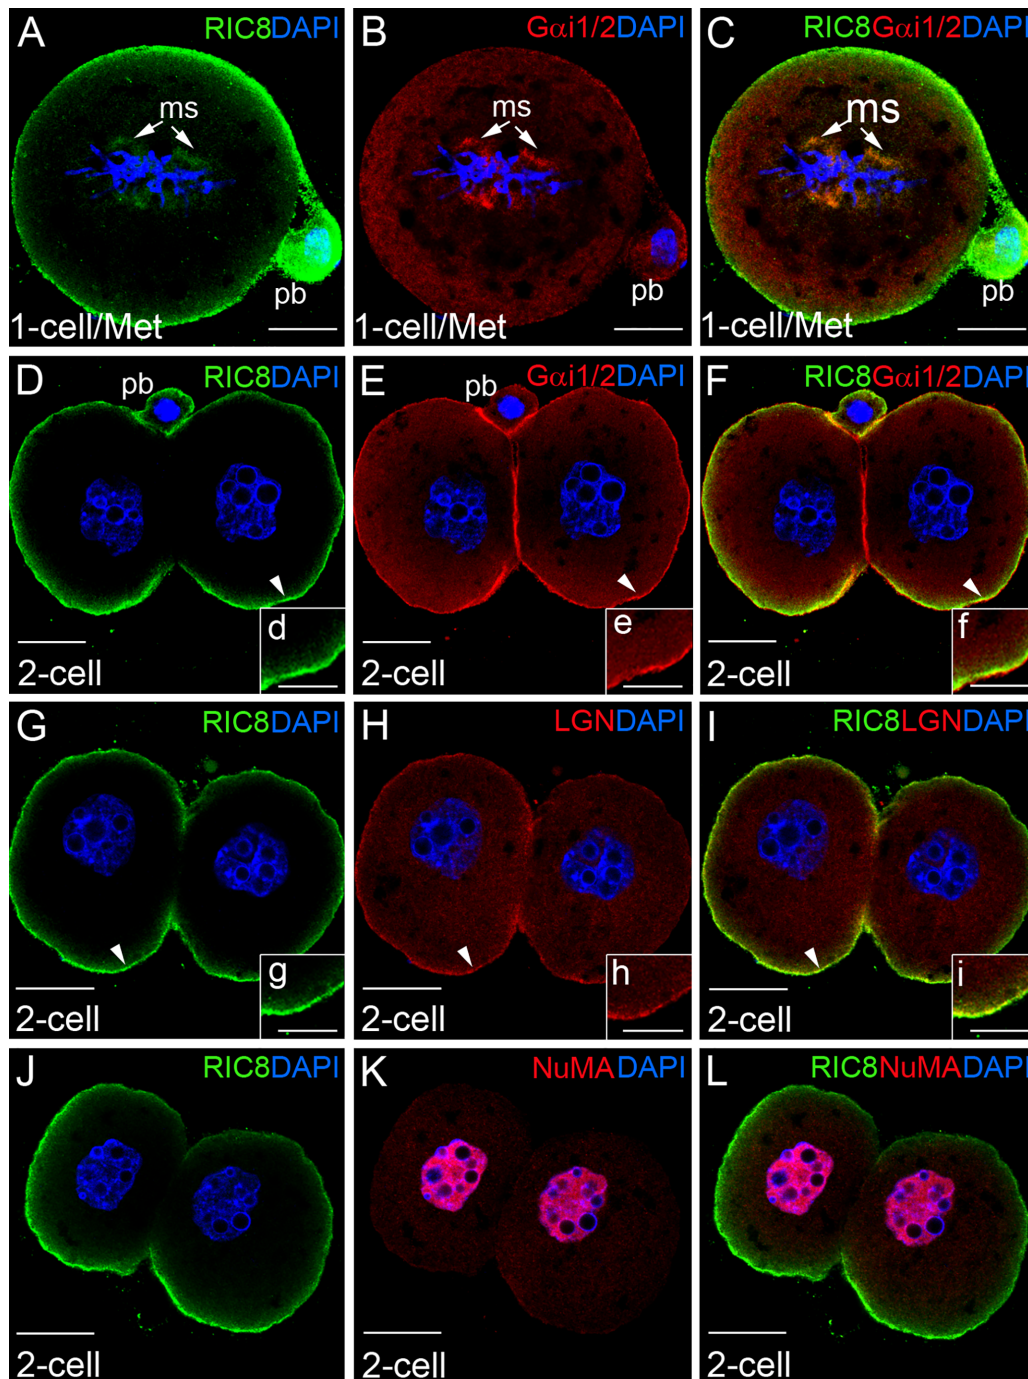 A RIC8DAPI
ms
pb
1-cell/Met
B Gαi1/2DAPI
ms
pb
1-cell/Met
C RIC8Gαi1/2DAPI
ms
pb
1-cell/Met
D RIC8DAPI
pb
d
2-cell
E Gαi1/2DAPI
pb
e
2-cell
F RIC8Gαi1/2DAPI
f
2-cell
G RIC8DAPI
g
2-cell
H LGNDAPI
h
2-cell
I RIC8LGNDAPI
i
2-cell
J RIC8DAPI
2-cell
K NuMADAPI
2-cell
L RIC8NuMADAPI
2-cell